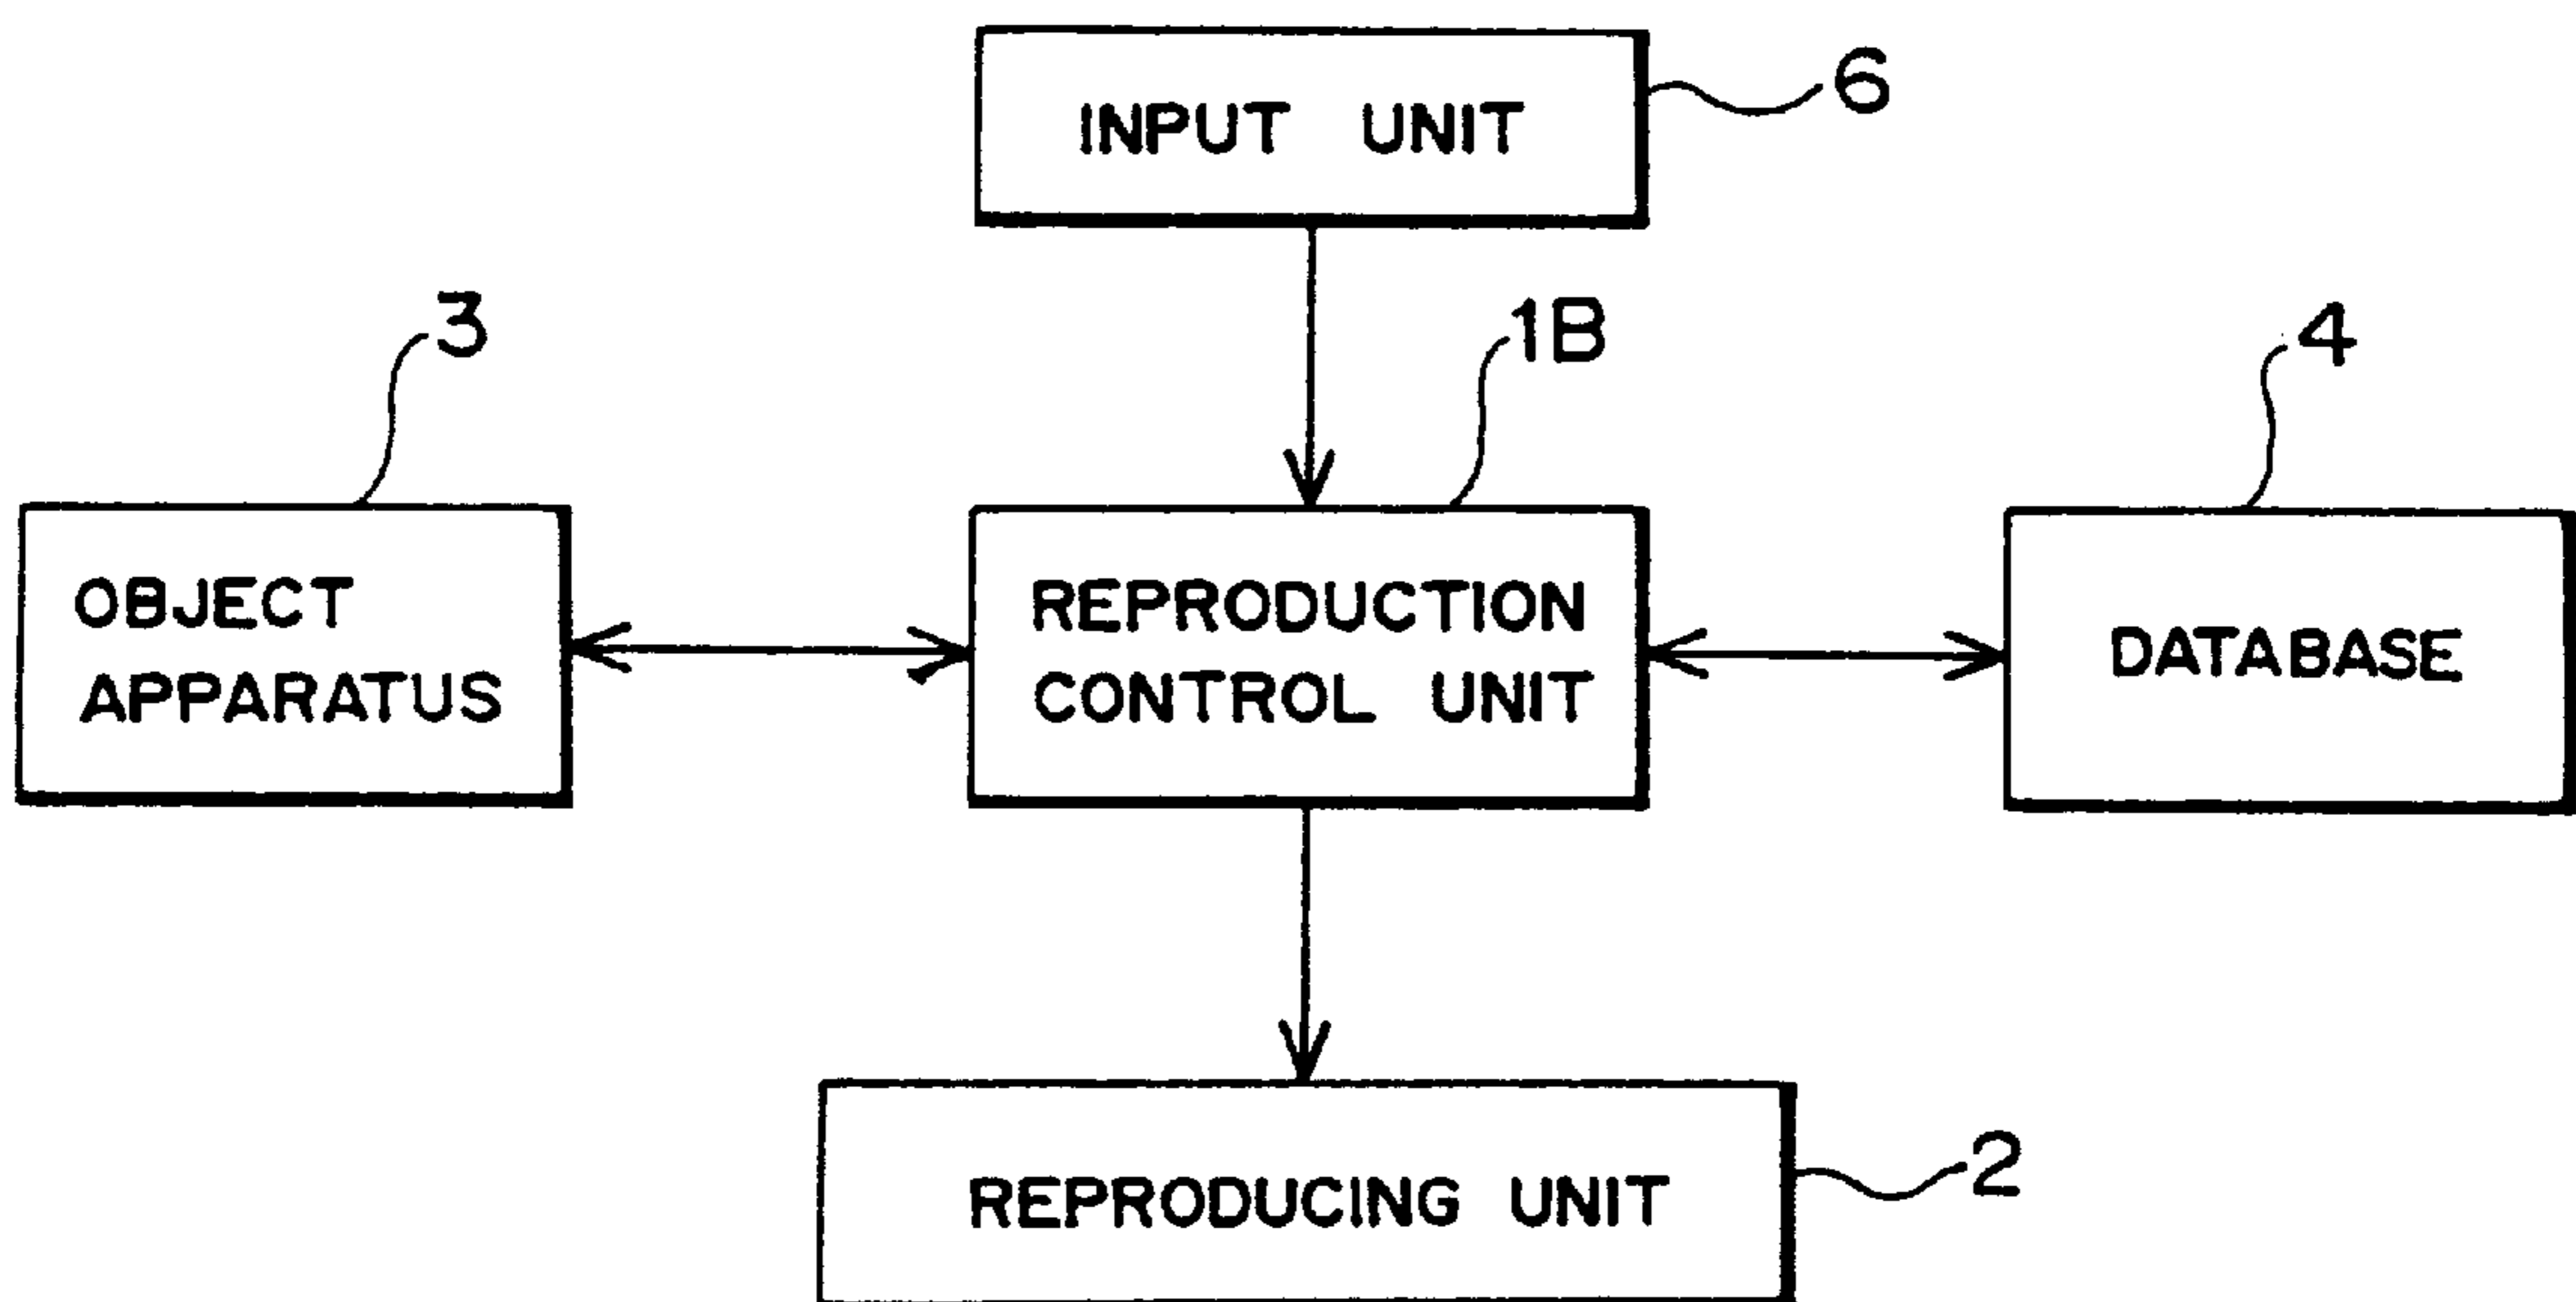 INPUT UNIT
6
3
1B
4
OBJECT
APPARATUS
REPRODUCTION
CONTROL UNIT
DATABASE
REPRODUCING UNIT
2